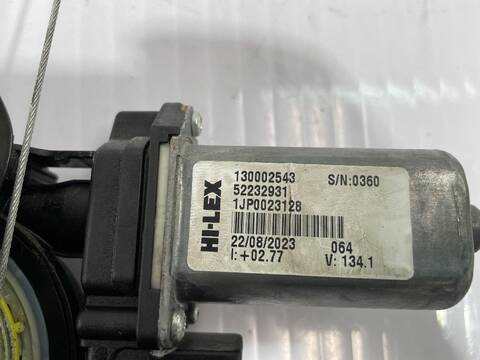 HI-LEX
130002543 S/N:0360
52232931
1JP0023128
22/08/2023 064
I:+02.77 V: 134.1